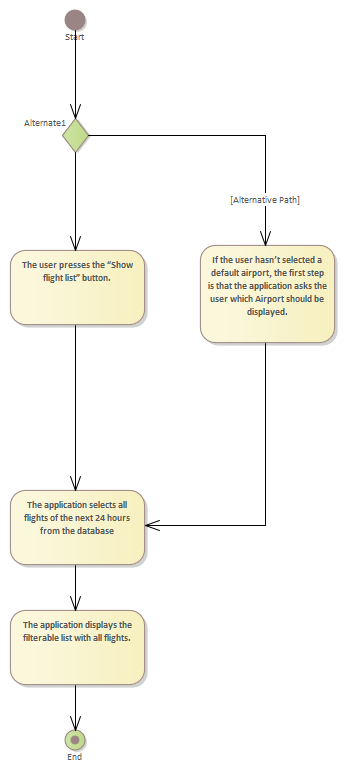 Start
Alternate1
[Alternative Path]
The user presses the “Show
flight list” button.
If the user hasn’t selected a
default airport, the first step
is that the application asks the
user which Airport should be
displayed.
The application selects all
flights of the next 24 hours
from the database
The application displays the
filterable list with all flights.
End